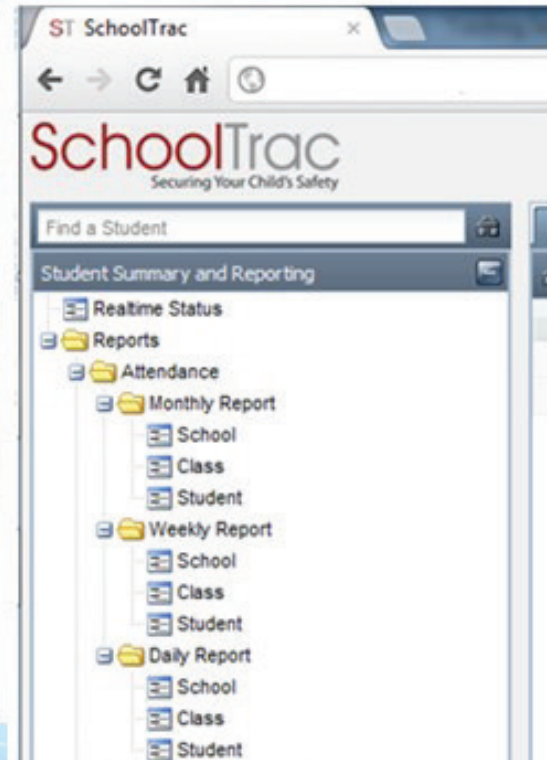 ST SchoolTrac
SchoolTrac
Securing Your Child's Safety
Find a Student
Student Summary and Reporting
Realtime Status
Reports
Attendance
Monthly Report
School
Class
Student
Weekly Report
School
Class
Student
Daily Report
School
Class
Student